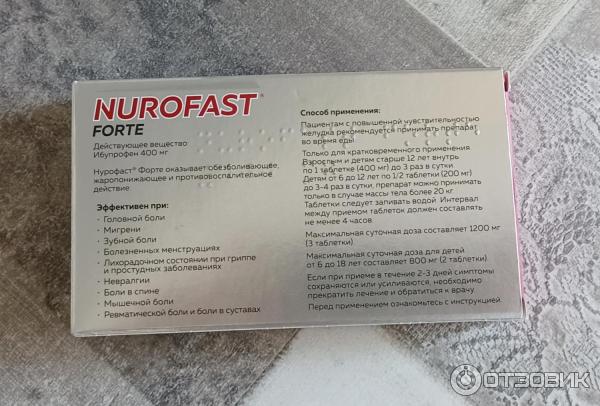 NUROFAST®
FORTE
Действующее вещество:
Ибупрофен 400 мг
Нурофаст® Форте оказывает обезболивающее,
жаропонижающее и противовоспалительное
действие.
Эффективен при:
• Головной боли
• Мигрени
• Зубной боли
• Болезненных менструациях
• Лихорадочном состоянии при гриппе
и простудных заболеваниях
• Невралгии
• Боли в спине
• Мышечной боли
• Ревматической боли и боли в суставах
Способ применения:
Пациентам с повышенной чувствительностью
желудка рекомендуется принимать препарат
во время еды.
Только для кратковременного применения.
Взрослым и детям старше 12 лет внутрь
по 1 таблетке (400 мг) до 3 раз в сутки.
Детям от 6 до 12 лет по 1/2 таблетки (200 мг)
до 3-4 раз в сутки, препарат можно принимать
только в случае массы тела более 20 кг.
Таблетки следует запивать водой. Интервал
между приемом таблеток должен составлять
не менее 4 часов.
Максимальная суточная доза составляет 1200 мг
(3 таблетки).
Максимальная суточная доза для детей
от 6 до 18 лет составляет 800 мг (2 таблетки).
Если при приеме в течение 2-3 дней симптомы
сохраняются или усиливаются, необходимо
прекратить лечение и обратиться к врачу.
Перед применением ознакомьтесь с инструкцией.
ОТЗОВИК